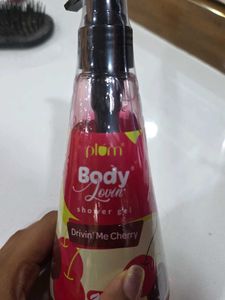 plum
Body
Lovin'
shower gel
Drivin' Me Cherry